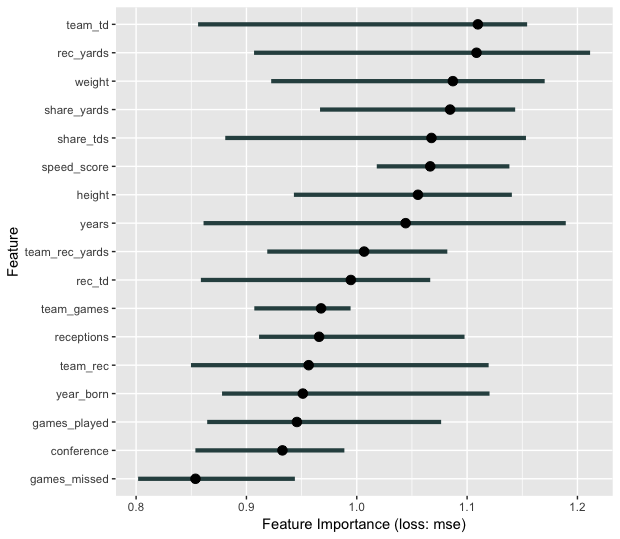 team_td
rec_yards
weight
share_yards
share_tds
speed_score
height
years
team_rec_yards
rec_td
team_games
receptions
team_rec
year_born
games_played
conference
games_missed
Feature
0.8 0.9 1.0 1.1 1.2
Feature Importance (loss: mse)